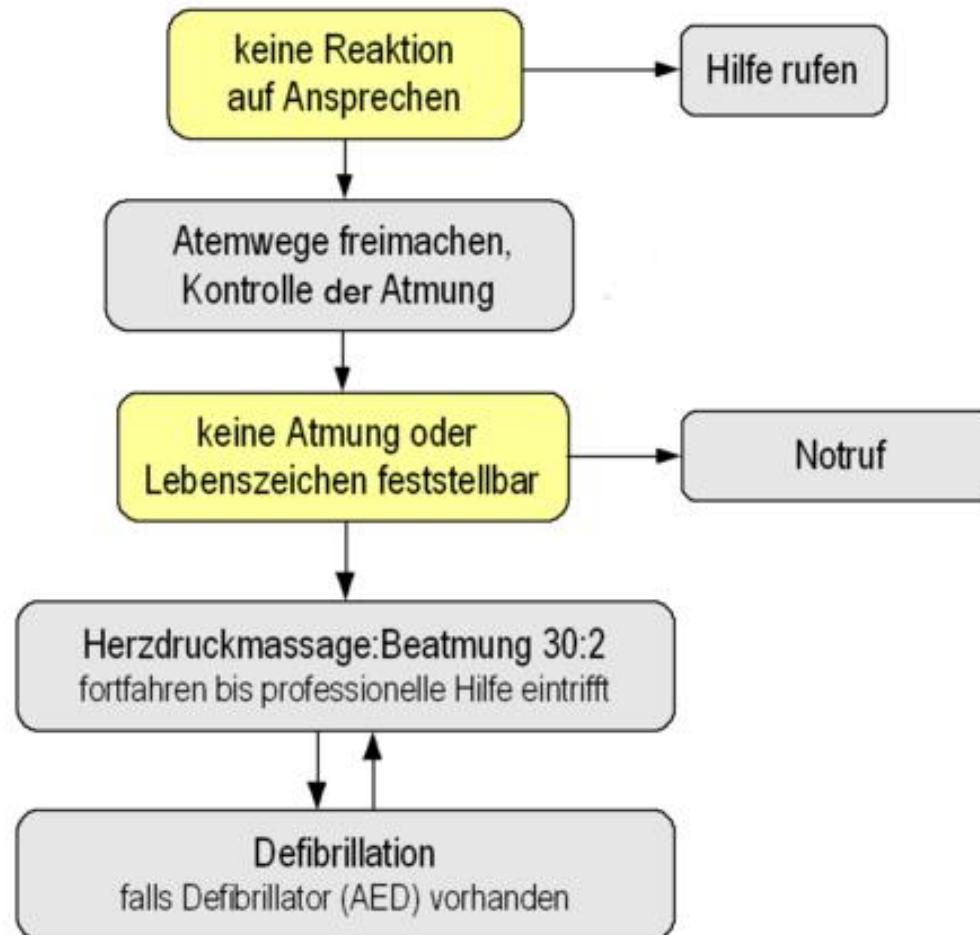 keine Reaktion
auf Ansprechen
Hilfe rufen
Atemwege freimachen,
Kontrolle der Atmung
keine Atmung oder
Lebenszeichen feststellbar
Notruf
Herzdruckmassage:Beatmung 30:2
fortfahren bis professionelle Hilfe eintrifft
Defibrillation
falls Defibrillator (AED) vorhanden